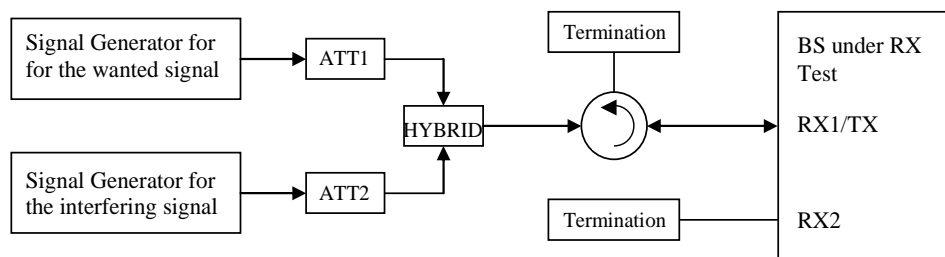 Signal Generator for
for the wanted signal
ATT1
Termination
BS under RX
Test
HYBRID
RX1/TX
Signal Generator for
the interfering signal
ATT2
Termination
RX2